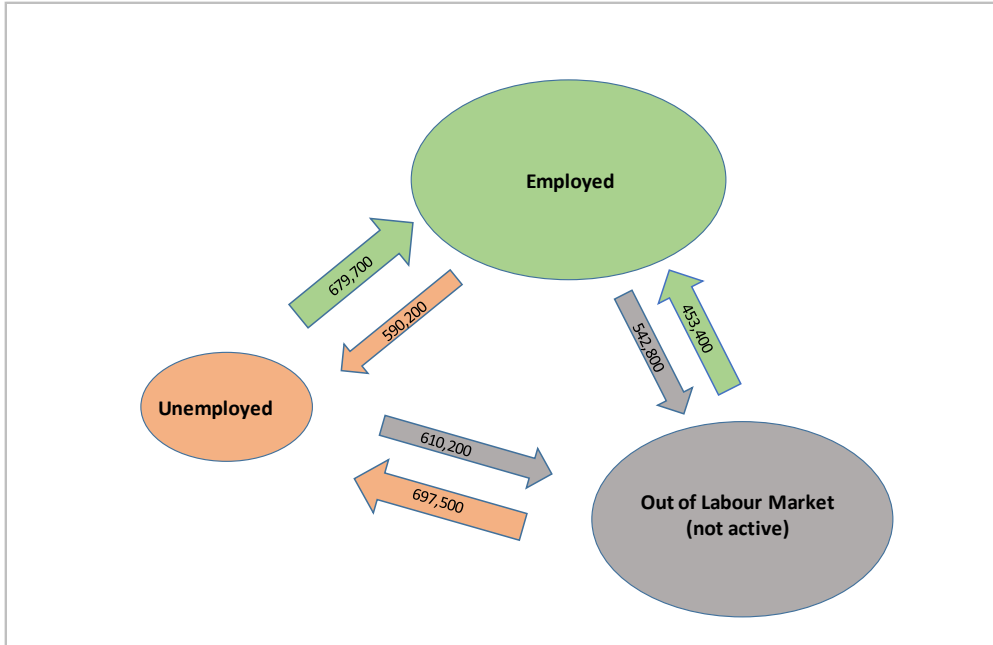 Employed
679,700
590,200
542,800
453,400
Unemployed
610,200
697,500
Out of Labour Market
(not active)